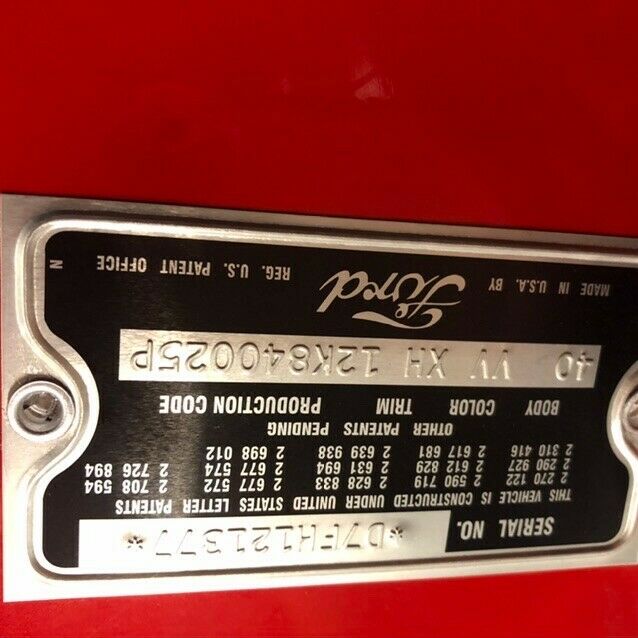 SERIAL NO. *D7FH121377*
THIS VEHICLE IS CONSTRUCTED UNDER UNITED STATES LETTER PATENTS
2 270 122 2 590 719 2 628 833 2 677 572 2 708 594
2 290 927 2 612 829 2 631 694 2 677 574 2 726 894
2 310 416 2 617 681 2 639 938 2 698 012
OTHER PATENTS PENDING
BODY COLOR TRIM PRODUCTION CODE
40 VV XH 12K840025P
MADE IN U.S.A. BY Ford REG. U.S. PATENT OFFICE N